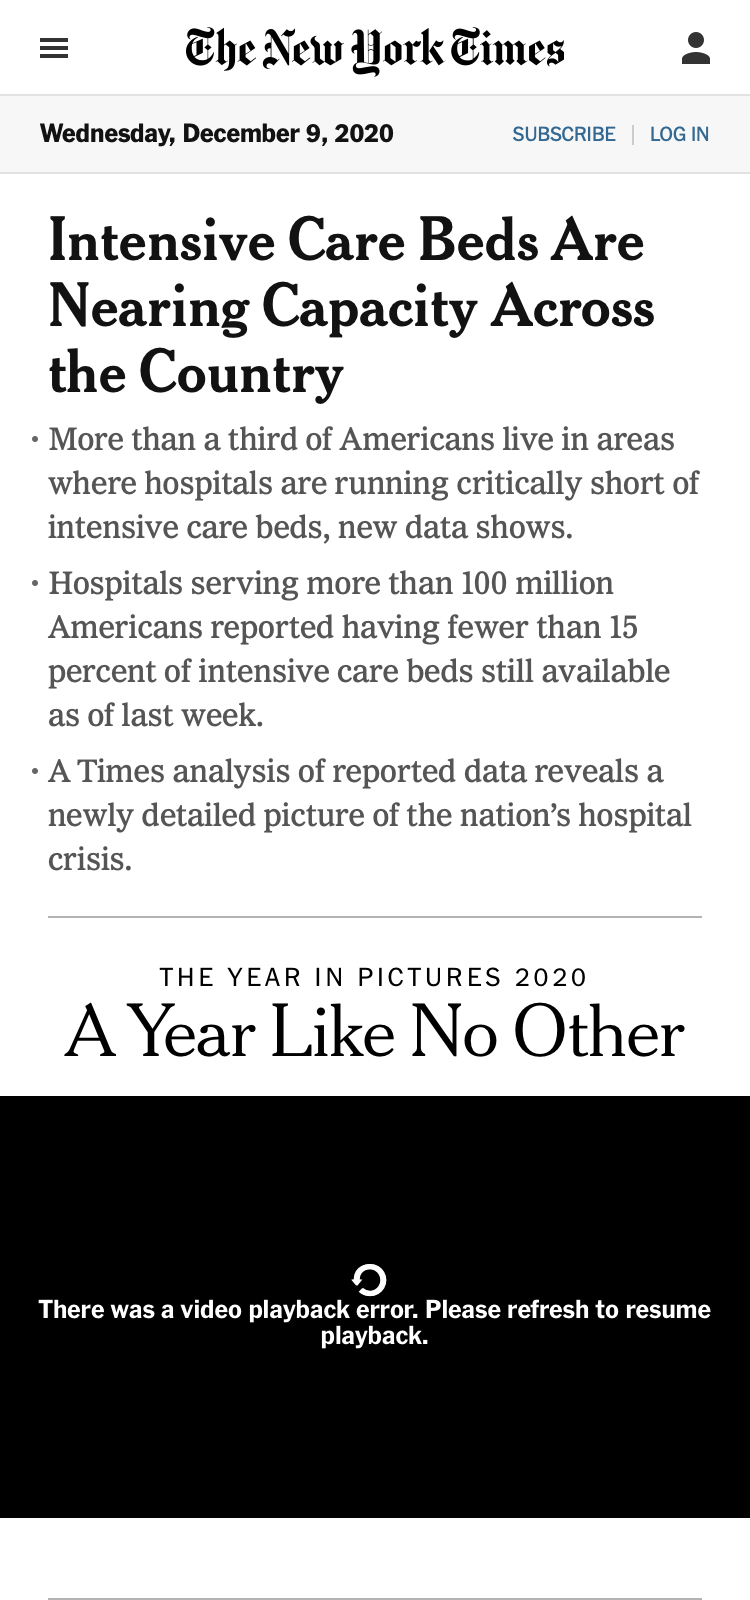 The New York Times
Wednesday, December 9, 2020
SUBSCRIBE | LOG IN
Intensive Care Beds Are
Nearing Capacity Across
the Country
• More than a third of Americans live in areas
where hospitals are running critically short of
intensive care beds, new data shows.
• Hospitals serving more than 100 million
Americans reported having fewer than 15
percent of intensive care beds still available
as of last week.
• A Times analysis of reported data reveals a
newly detailed picture of the nation’s hospital
crisis.
THE YEAR IN PICTURES 2020
A Year Like No Other
There was a video playback error. Please refresh to resume
playback.